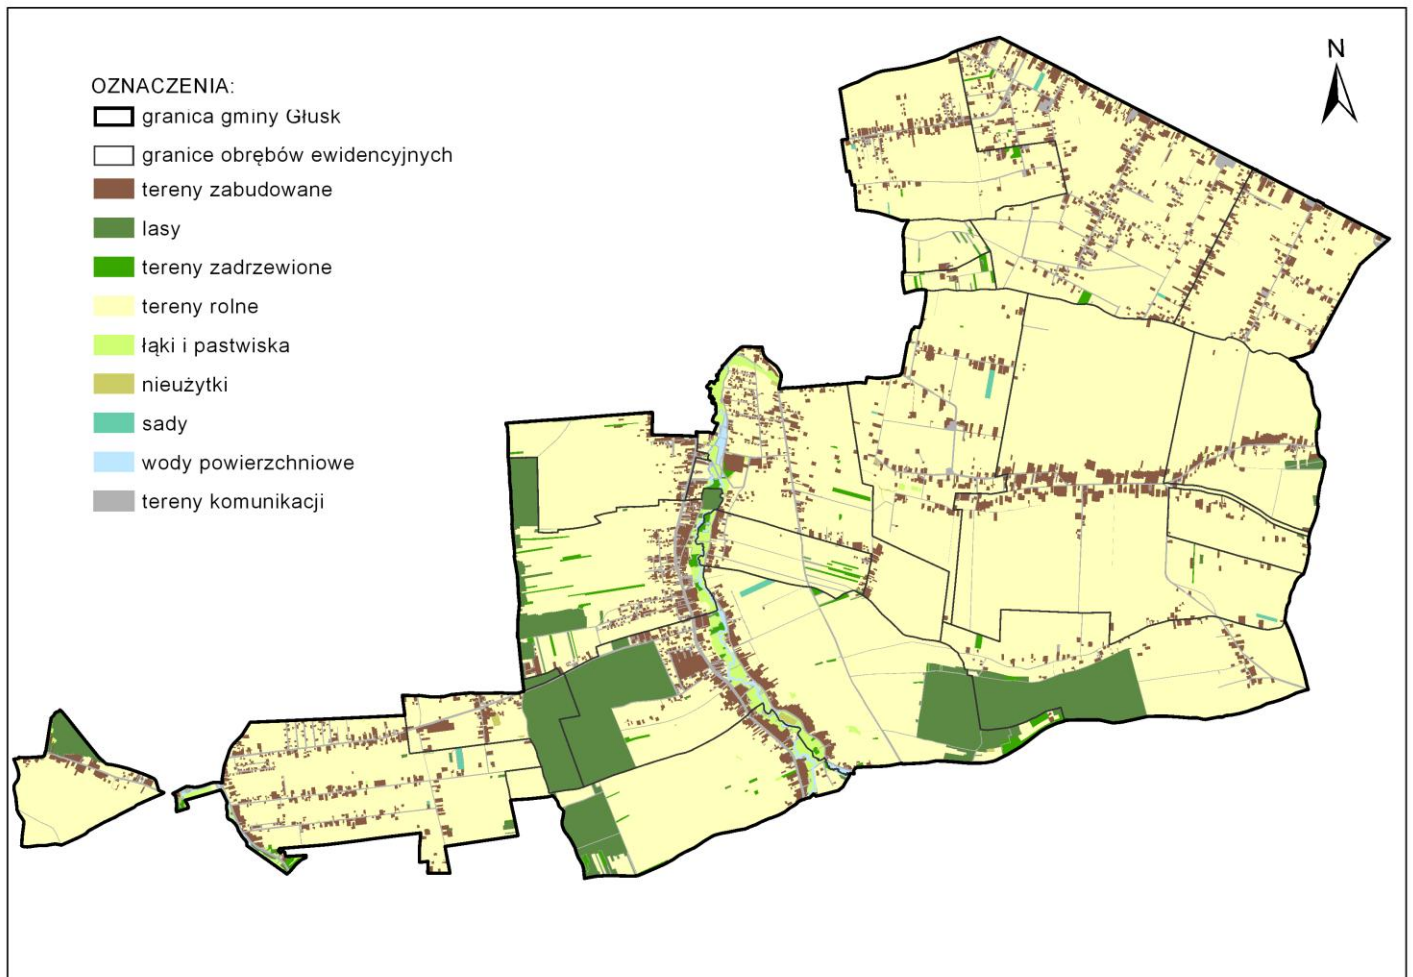 N
OZNACZENIA:
granica gminy Głusk
granice obrębów ewidencyjnych
tereny zabudowane
lasy
tereny zadrzewione
tereny rolne
łąki i pastwiska
nieużytki
sady
wody powierzchniowe
tereny komunikacji